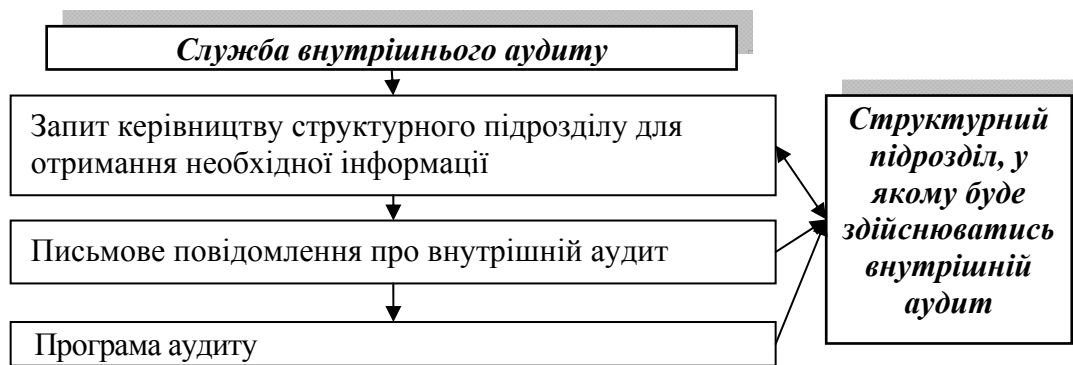 Служба внутрішнього аудиту
Запит керівництву структурного підрозділу для
отримання необхідної інформації
Письмове повідомлення про внутрішній аудит
Програма аудиту
Структурний
підрозділ, у
якому буде
здійснюватись
внутрішній
аудит